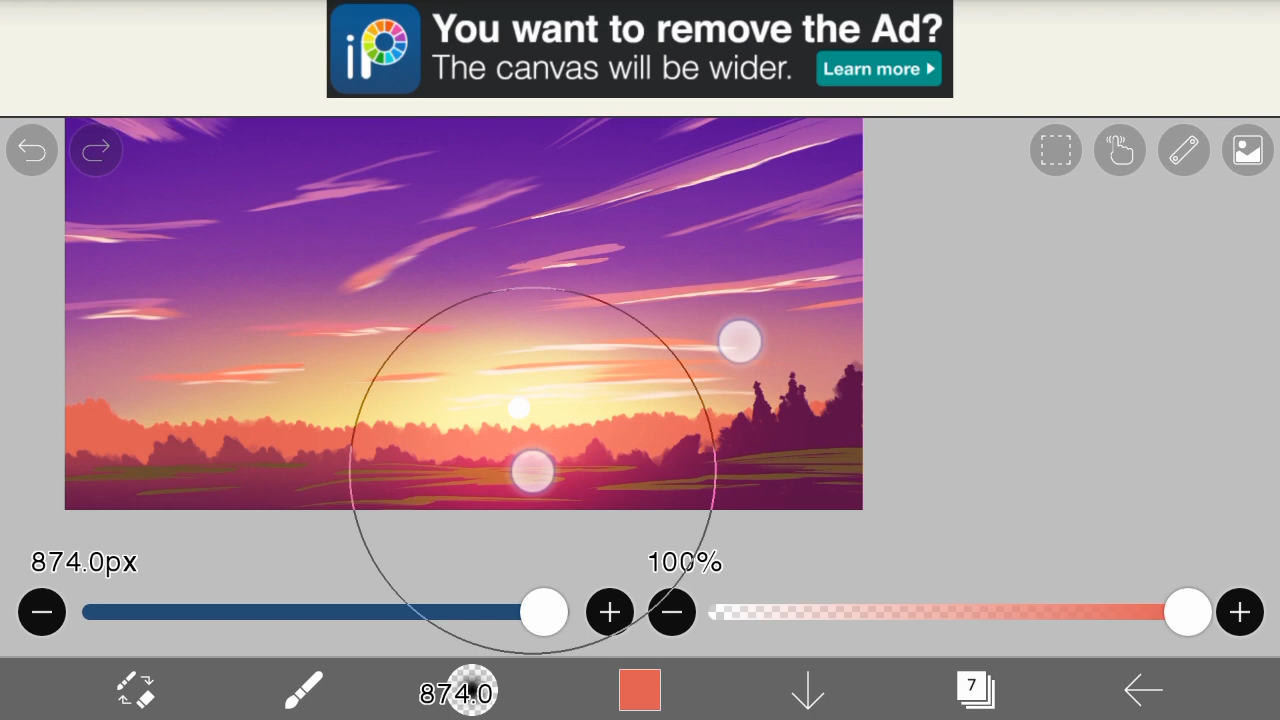 iP
You want to remove the Ad?
The canvas will be wider.
Learn more
874.0px
100%
874.0
7